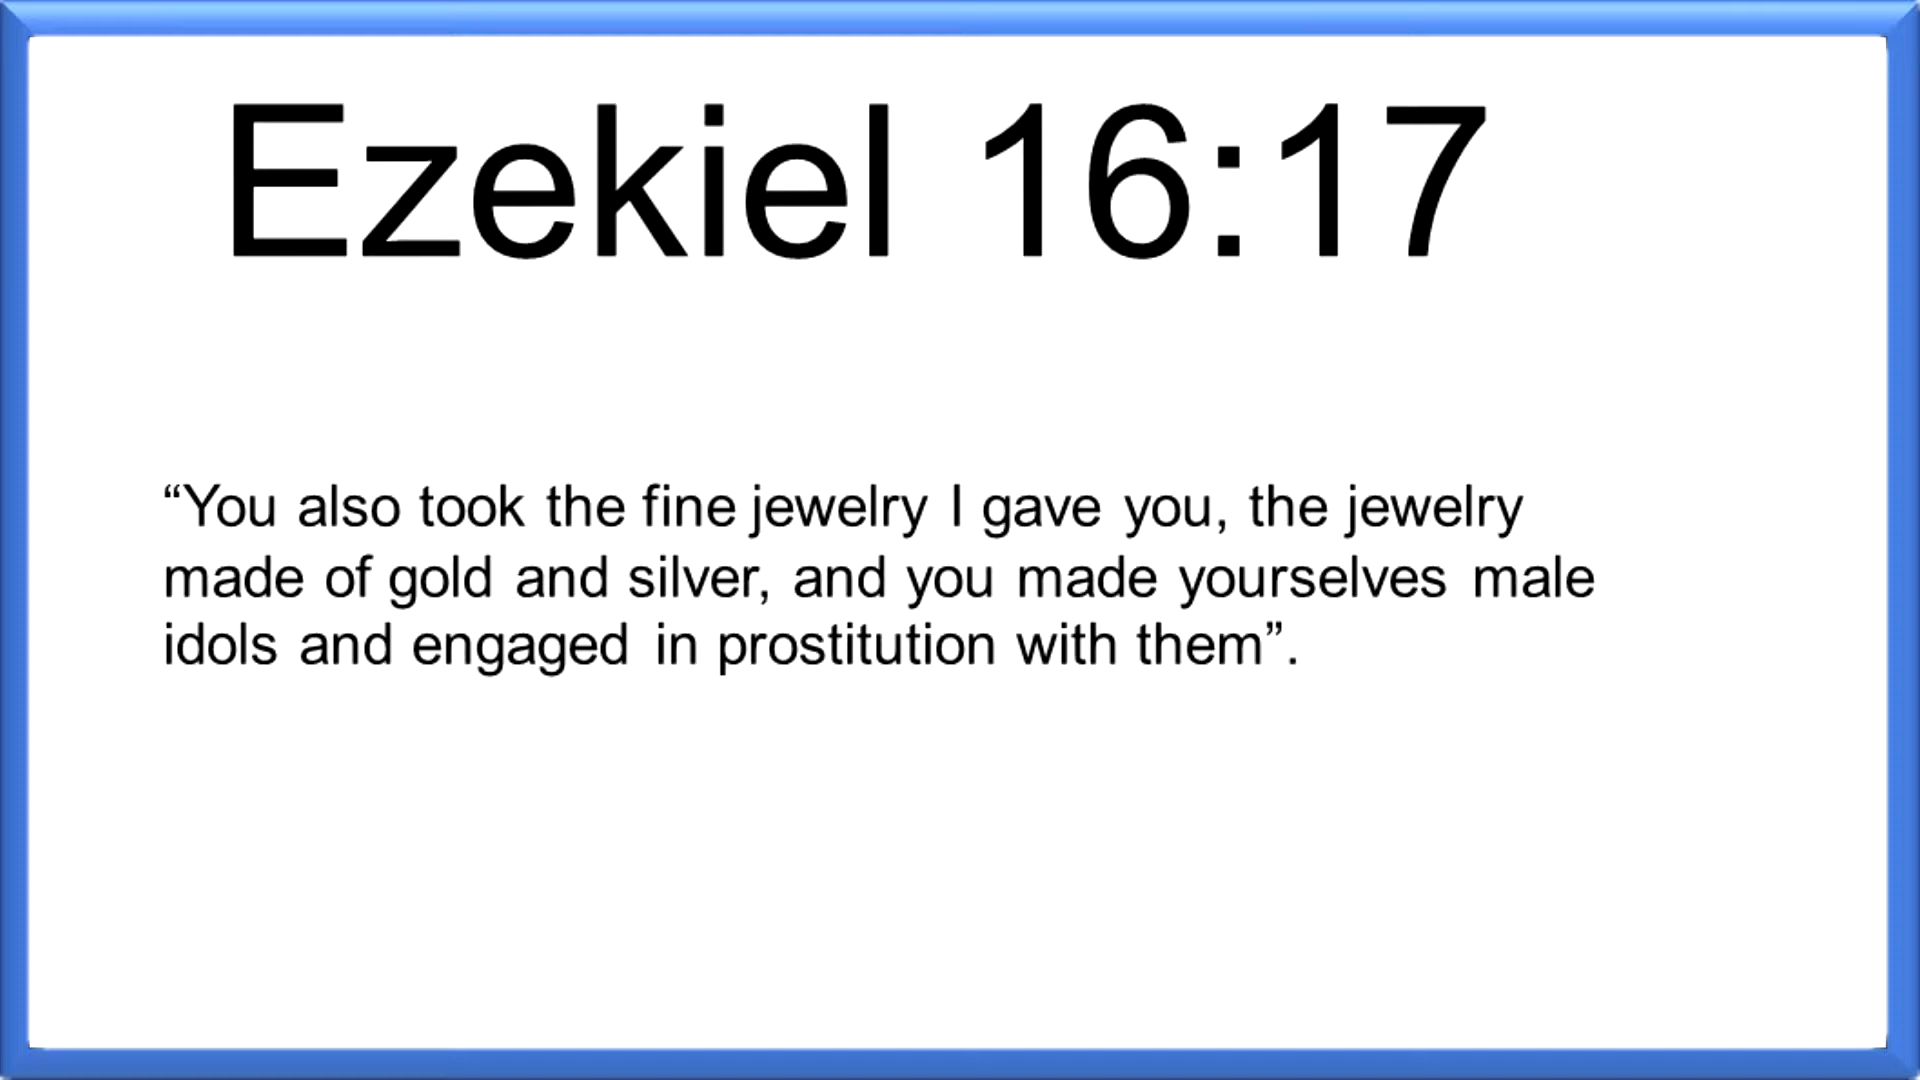 Ezekiel 16:17
“You also took the fine jewelry I gave you, the jewelry
made of gold and silver, and you made yourselves male
idols and engaged in prostitution with them”.